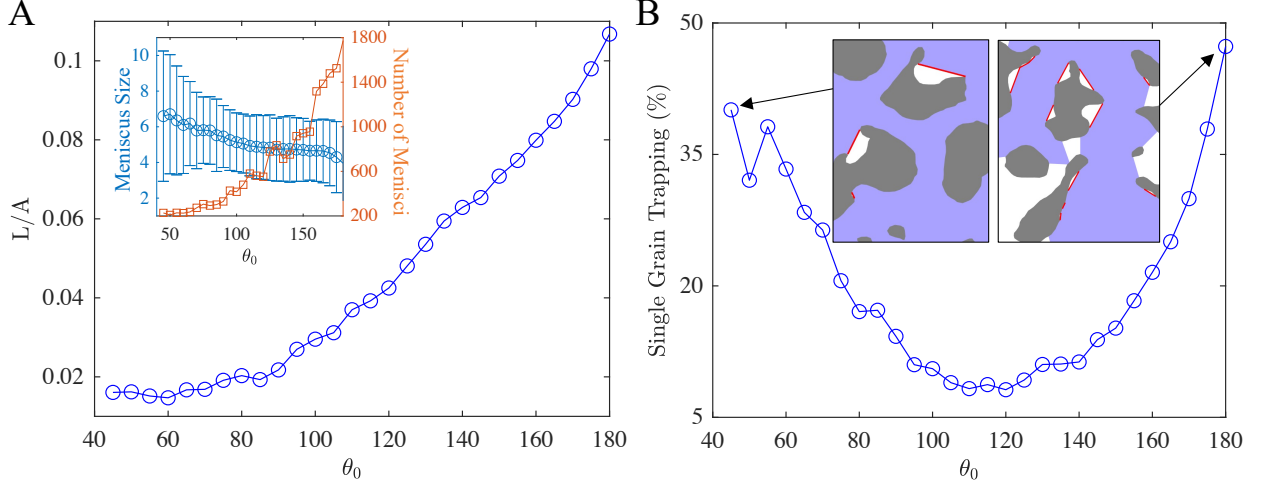 A
0.1
0.08
0.06
0.04
0.02
L/A
40 60 80 100 120 140 160 180
θ₀
10
8
6
4
2
Meniscus Size
50 100 150
θ₀
1800
1400
1000
600
200
Number of Menisci
B
50
35
20
5
Single Grain Trapping (%)
40 60 80 100 120 140 160 180
θ₀